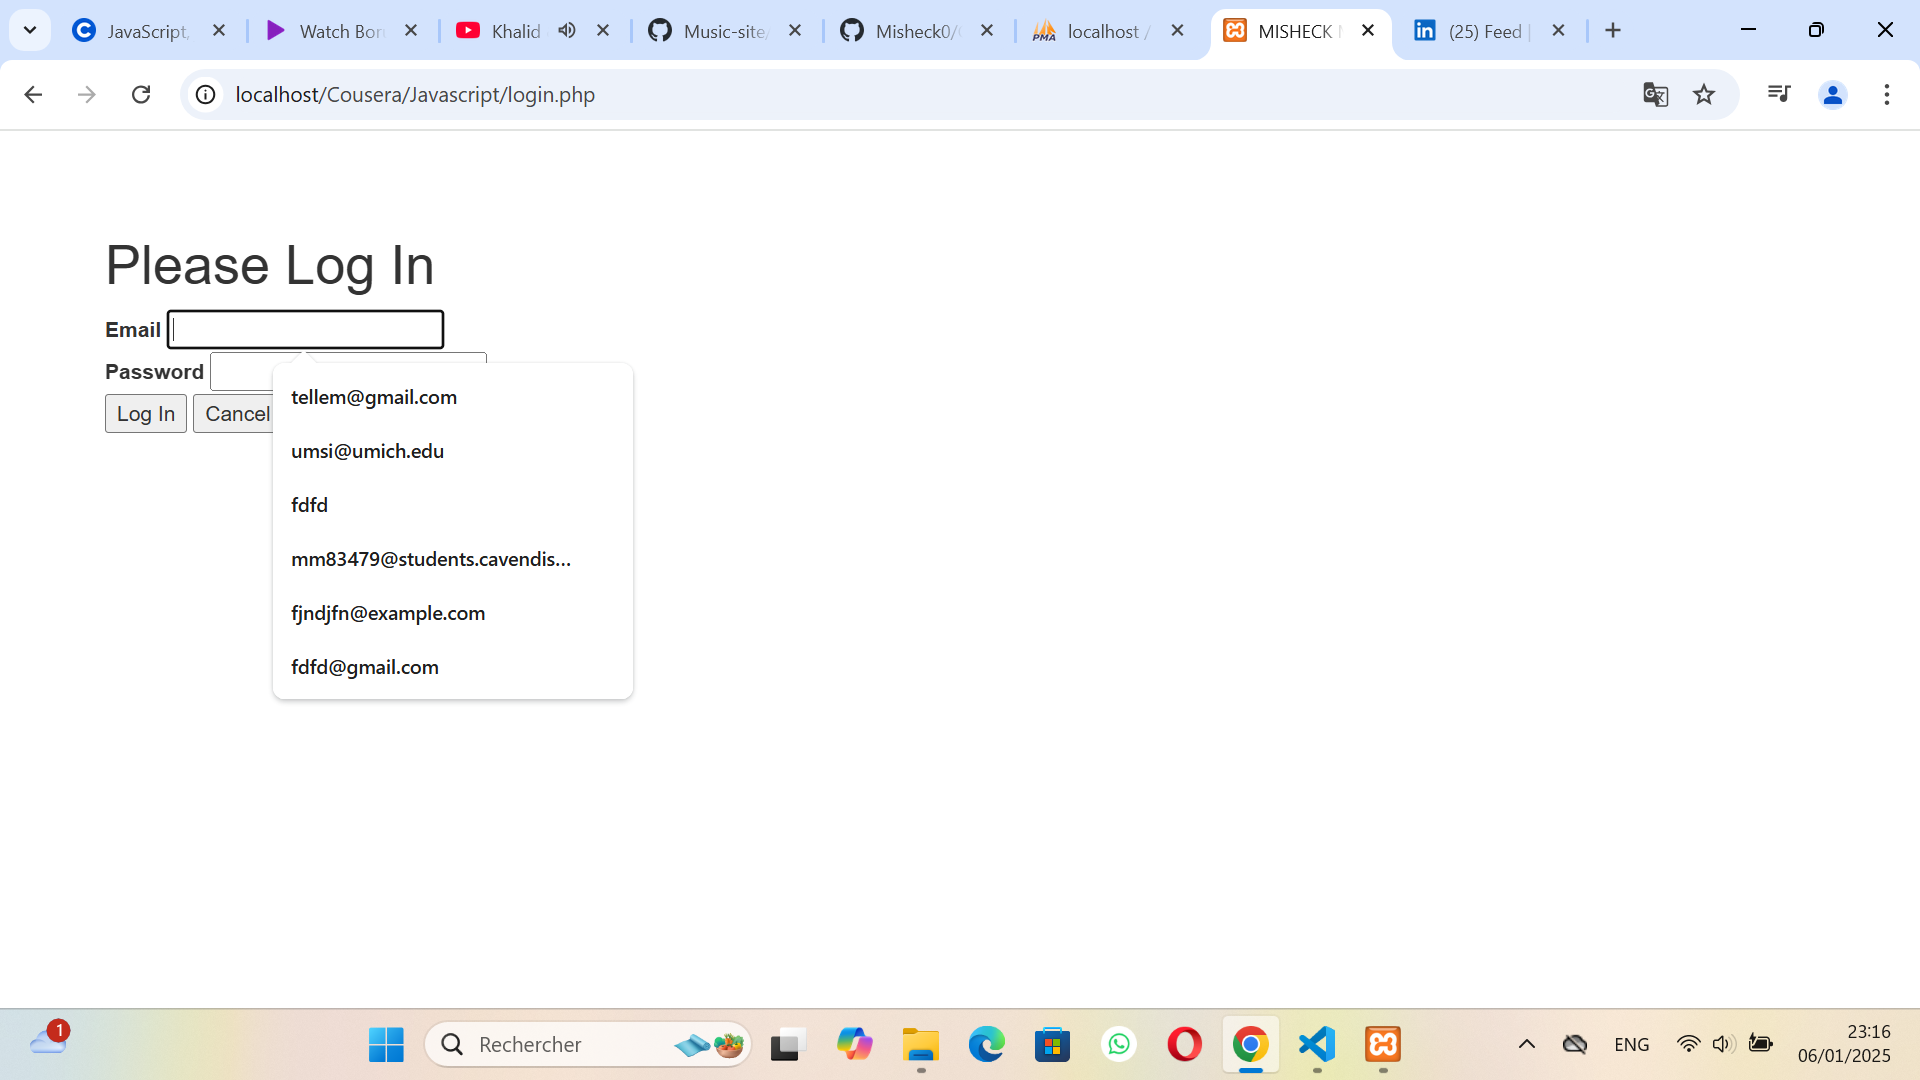 JavaScript,
Watch Bor
Khalid
Music-site/
Misheck0/
localhost /
MISHECK
(25) Feed |
localhost/Cousera/Javascript/login.php
Please Log In
Email
Password
Log In Cancel
tellem@gmail.com
umsi@umich.edu
fdfd
mm83479@students.cavendis...
fjndjfn@example.com
fdfd@gmail.com
1
Rechercher
ENG
23:16
06/01/2025